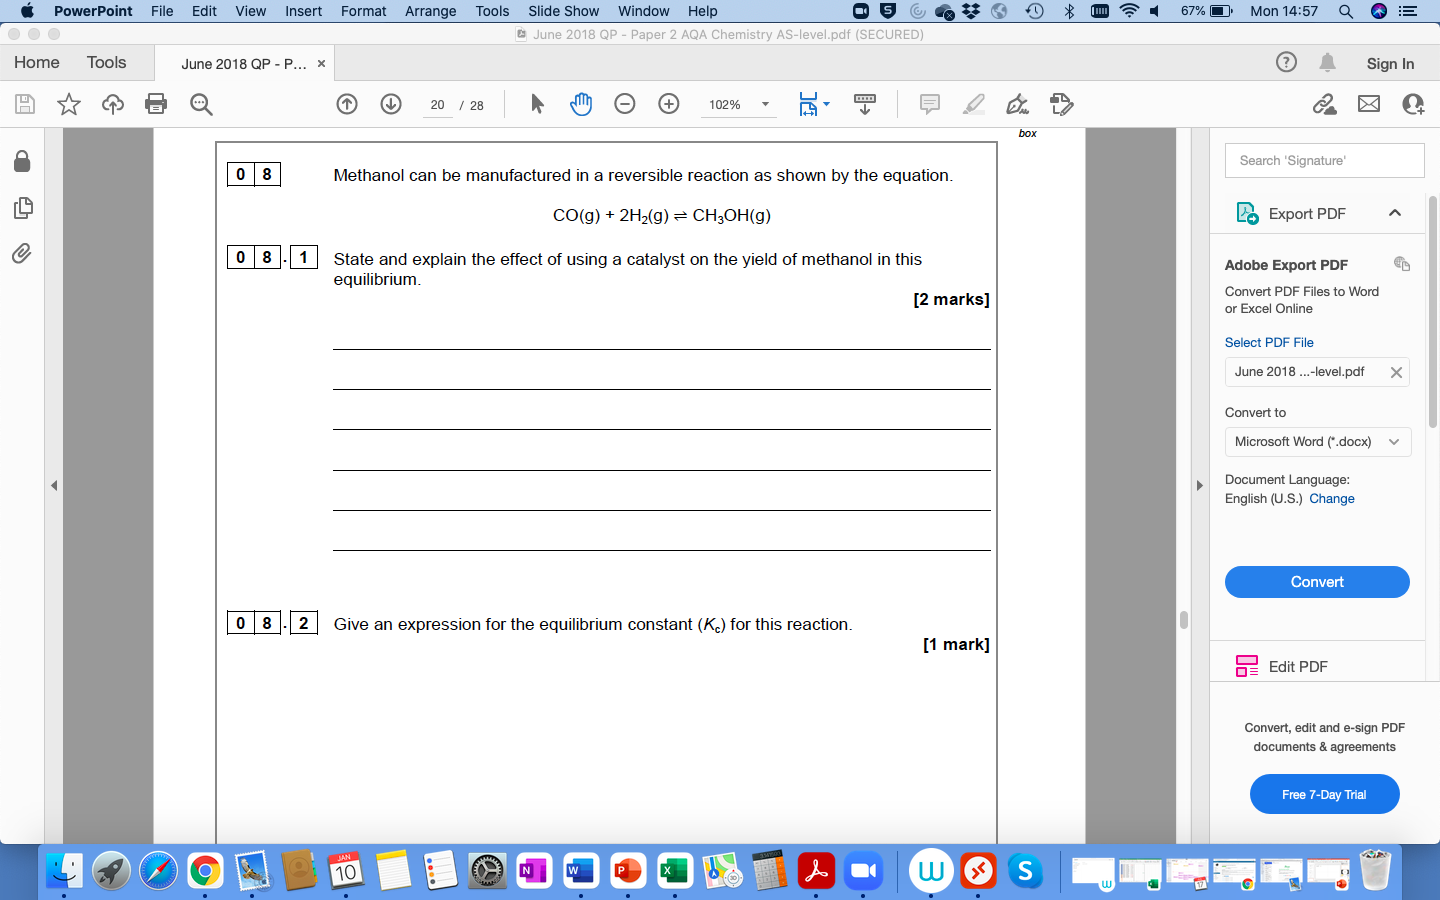 PowerPoint File Edit View Insert Format Arrange Tools Slide Show Window Help 67% Mon 14:57
June 2018 QP - Paper 2 AQA Chemistry AS-level.pdf (SECURED)
Home Tools June 2018 QP - P... × Sign In
20 / 28 102%
box
0 8 Methanol can be manufactured in a reversible reaction as shown by the equation.
CO(g) + 2H₂(g) ⇌ CH₃OH(g)
0 8 . 1 State and explain the effect of using a catalyst on the yield of methanol in this
equilibrium.
[2 marks]
0 8 . 2 Give an expression for the equilibrium constant (Kc) for this reaction.
[1 mark]
Search 'Signature'
Export PDF
Adobe Export PDF
Convert PDF Files to Word
or Excel Online
Select PDF File
June 2018 ...-level.pdf
Convert to
Microsoft Word (*.docx)
Document Language:
English (U.S.) Change
Convert
Edit PDF
Convert, edit and e-sign PDF
documents & agreements
Free 7-Day Trial
JAN
10
N W P X W S
17